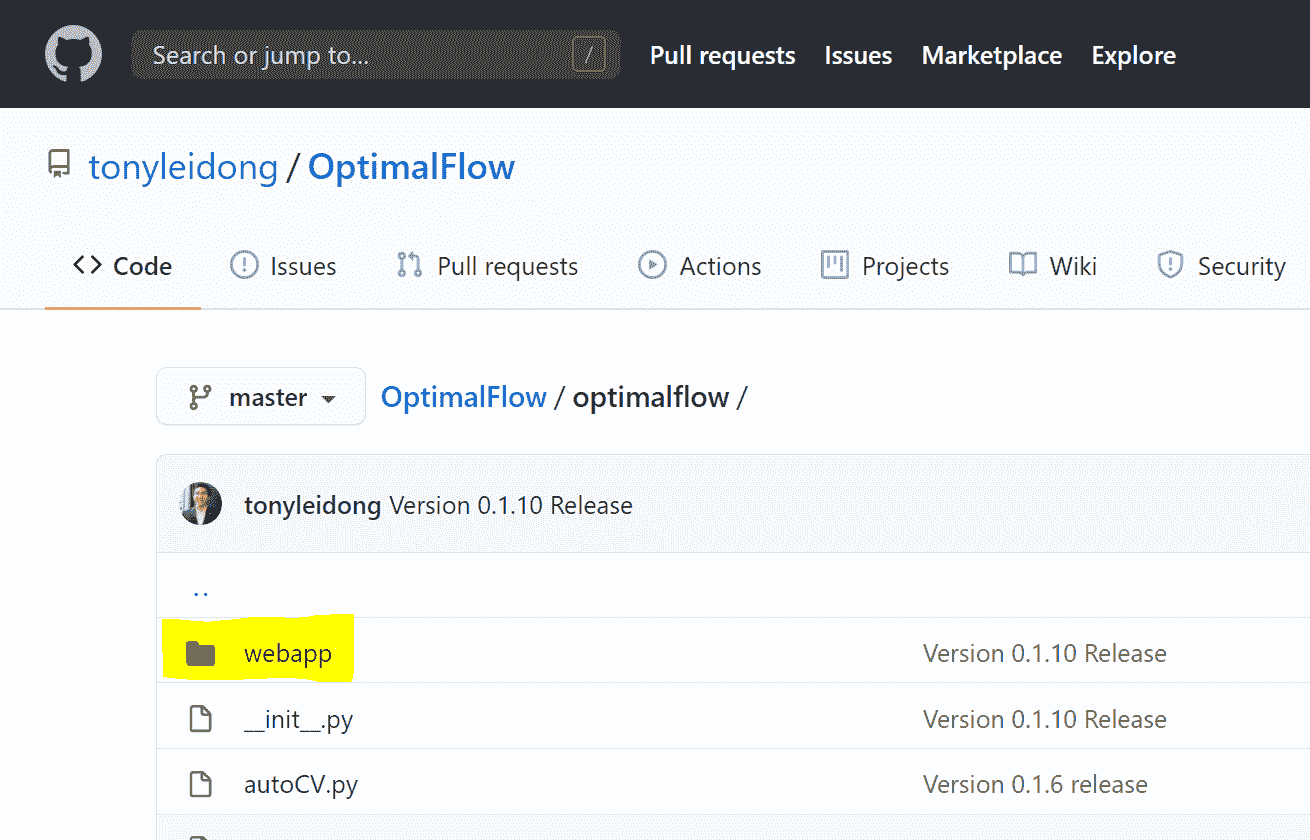 Search or jump to... / Pull requests Issues Marketplace Explore
tonyleidong / OptimalFlow
Code Issues Pull requests Actions Projects Wiki Security
master OptimalFlow / optimalflow /
tonyleidong Version 0.1.10 Release
..
webapp Version 0.1.10 Release
__init__.py Version 0.1.10 Release
autoCV.py Version 0.1.6 release